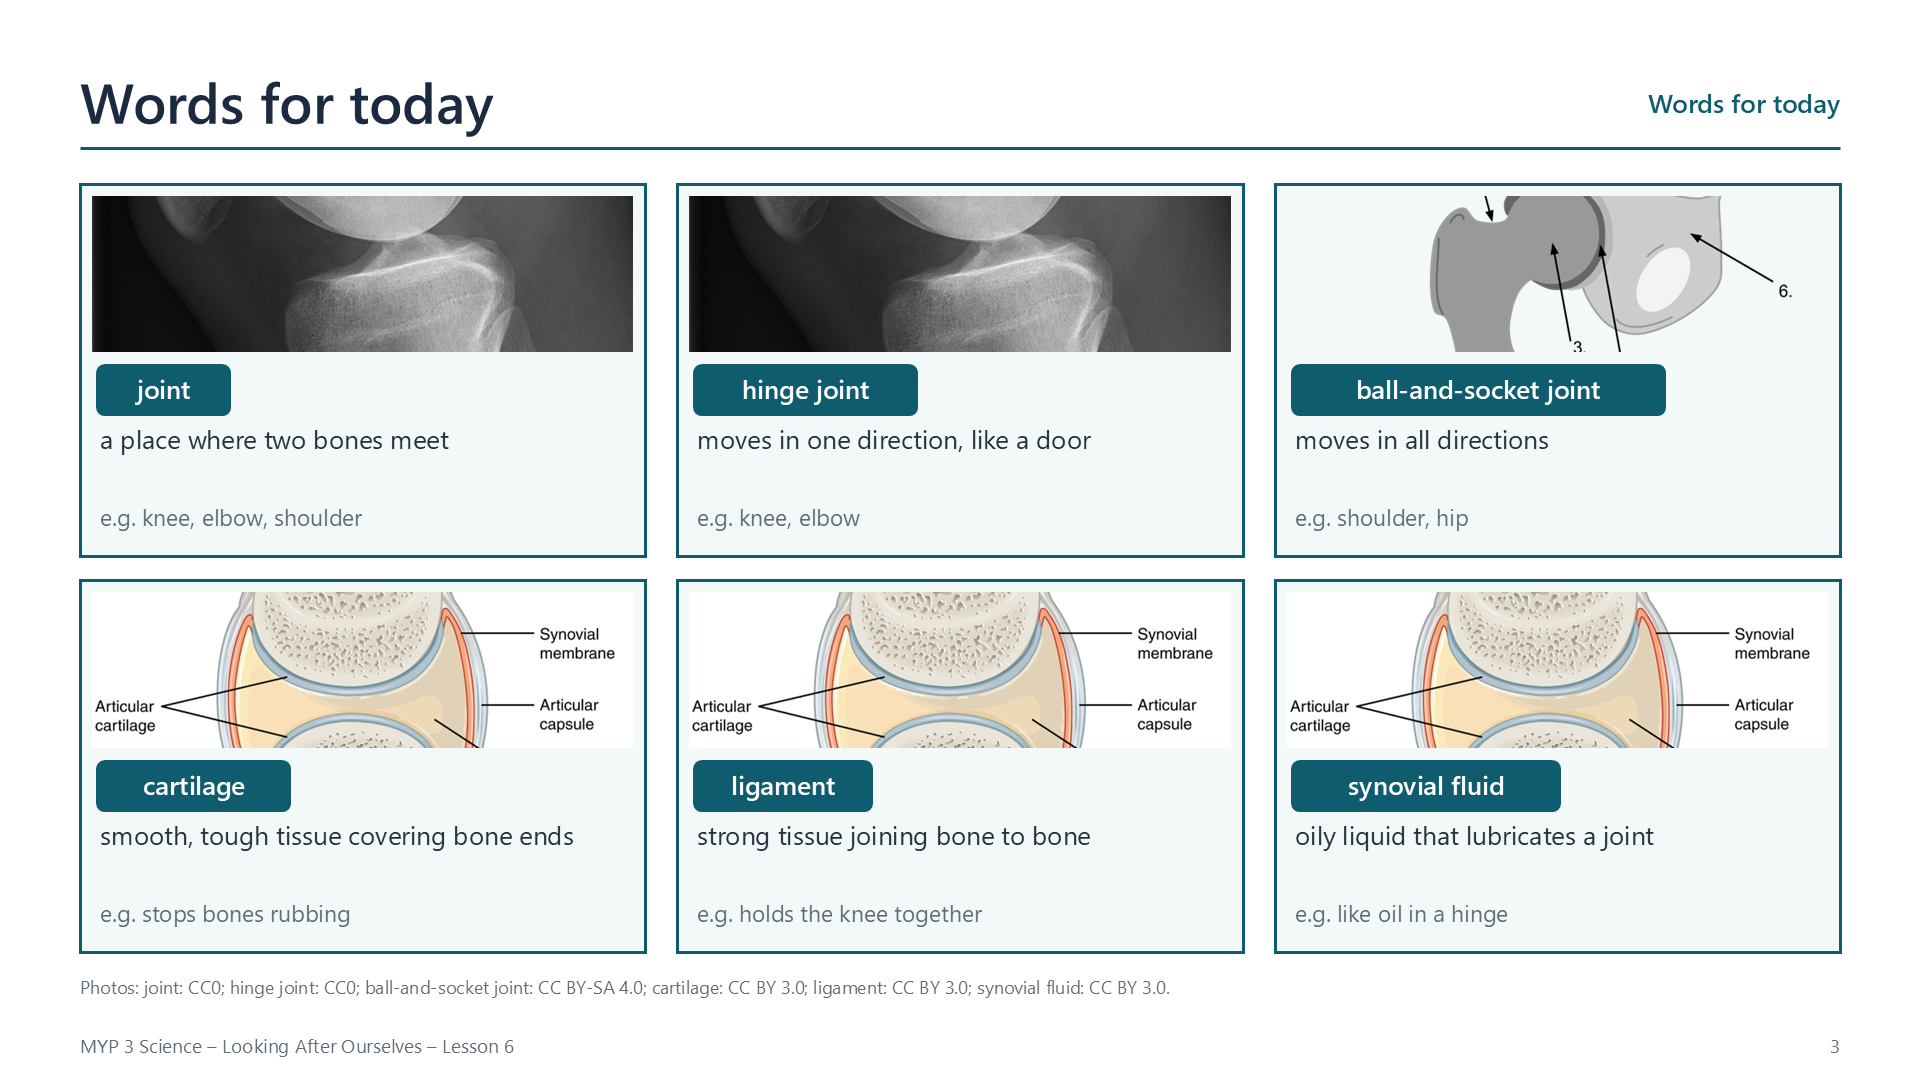 Words for today
Words for today
6.
3.
joint
a place where two bones meet
e.g. knee, elbow, shoulder
hinge joint
moves in one direction, like a door
e.g. knee, elbow
ball-and-socket joint
moves in all directions
e.g. shoulder, hip
Synovial
membrane
Articular
cartilage
Articular
capsule
cartilage
smooth, tough tissue covering bone ends
e.g. stops bones rubbing
Synovial
membrane
Articular
cartilage
Articular
capsule
ligament
strong tissue joining bone to bone
e.g. holds the knee together
Synovial
membrane
Articular
cartilage
Articular
capsule
synovial fluid
oily liquid that lubricates a joint
e.g. like oil in a hinge
Photos: joint: CC0; hinge joint: CC0; ball-and-socket joint: CC BY-SA 4.0; cartilage: CC BY 3.0; ligament: CC BY 3.0; synovial fluid: CC BY 3.0.
MYP 3 Science – Looking After Ourselves – Lesson 6
3